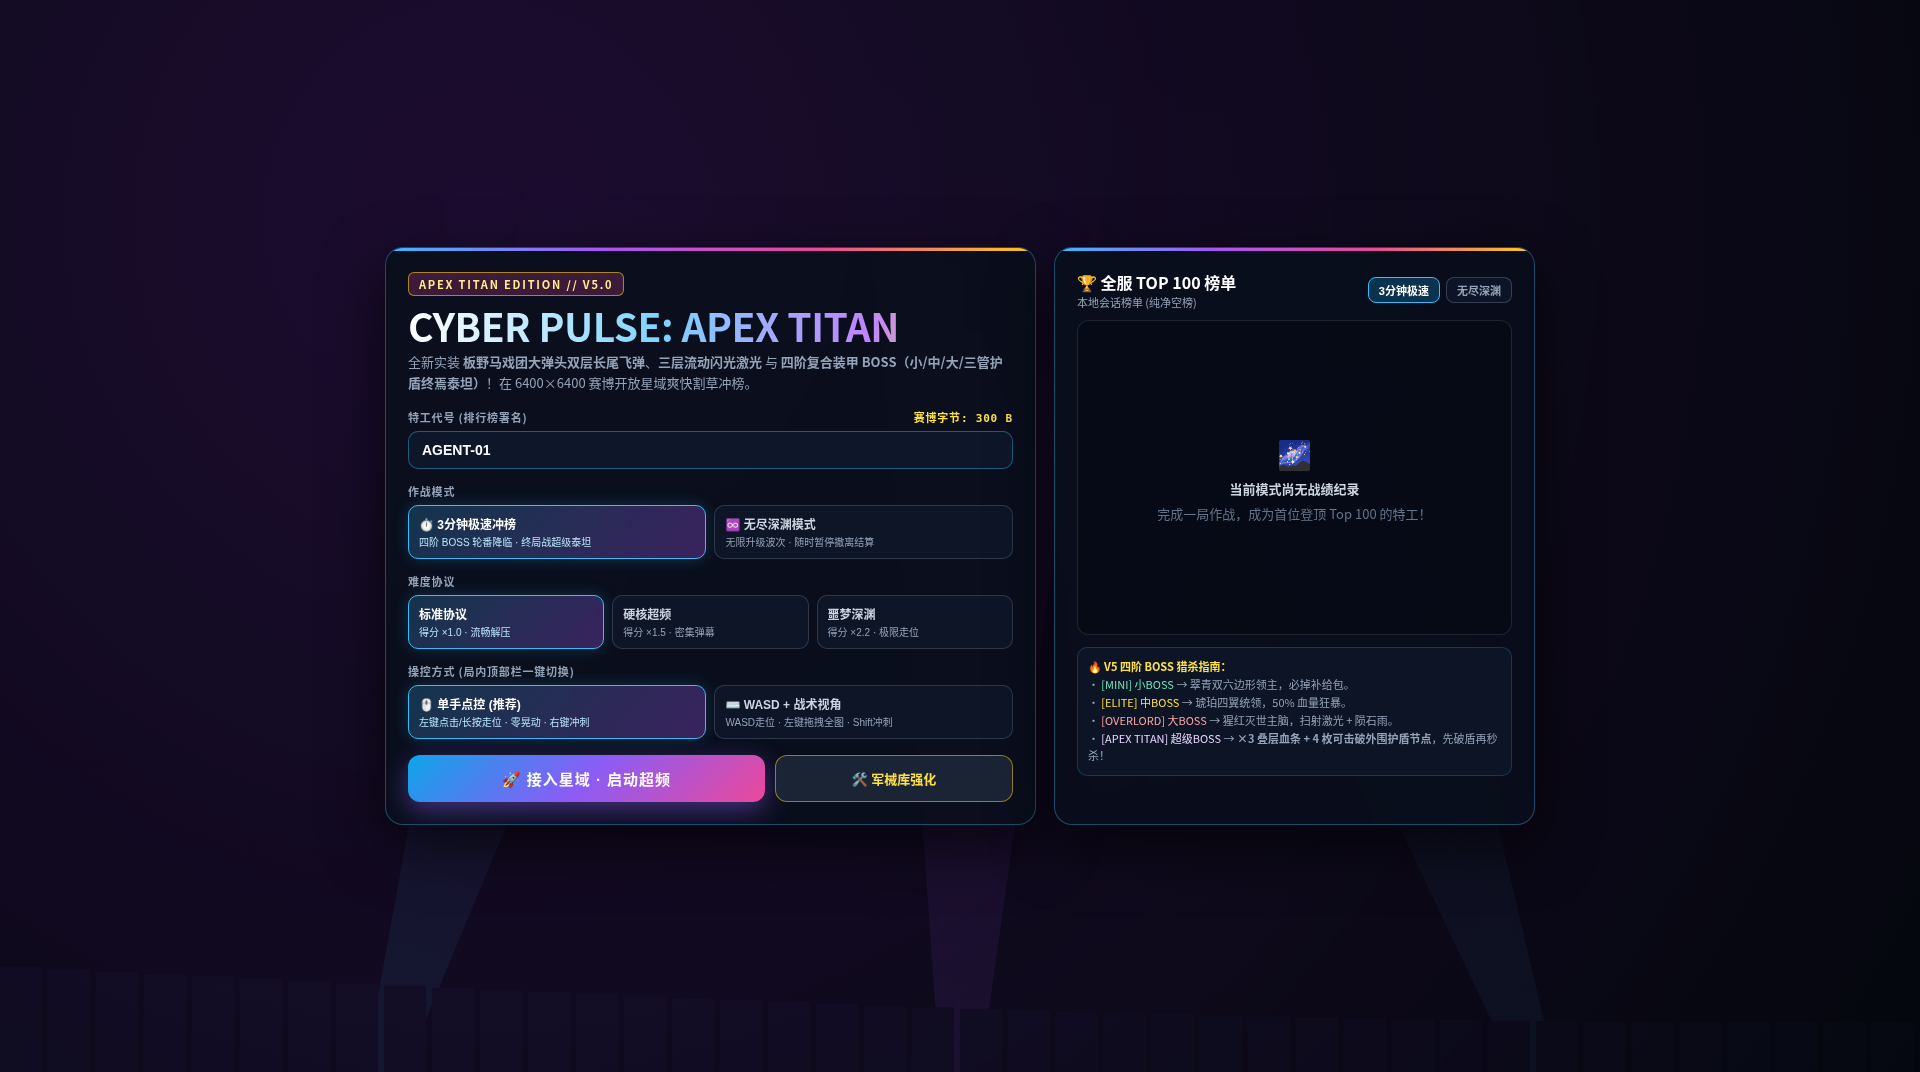 APEX TITAN EDITION // V5.0
CYBER PULSE: APEX TITAN
全新实装 板野马戏团大弹头双层长尾飞弹、三层流动闪光激光 与 四阶复合装甲 BOSS（小/中/大/三管护
盾终焉泰坦）！在 6400×6400 赛博开放星域爽快割草冲榜。
特工代号 (排行榜署名)
赛博字节: 300 B
AGENT-01
作战模式
⏱️ 3分钟极速冲榜
四阶 BOSS 轮番降临 · 终局战超级泰坦
♾️ 无尽深渊模式
无限升级波次 · 随时暂停撤离结算
难度协议
标准协议
得分 ×1.0 · 流畅解压
硬核超频
得分 ×1.5 · 密集弹幕
噩梦深渊
得分 ×2.2 · 极限走位
操控方式 (局内顶部栏一键切换)
🖱️ 单手点控 (推荐)
左键点击/长按走位 · 零晃动 · 右键冲刺
⌨️ WASD + 战术视角
WASD走位 · 左键拖拽全图 · Shift冲刺
🚀 接入星域 · 启动超频
🛠️ 军械库强化
🏆 全服 TOP 100 榜单
本地会话榜单 (纯净空榜)
3分钟极速
无尽深渊
当前模式尚无战绩纪录
完成一局作战，成为首位登顶 Top 100 的特工！
🔥 V5 四阶 BOSS 猎杀指南：
• [MINI] 小BOSS → 翠青双六边形领主，必掉补给包。
• [ELITE] 中BOSS → 琥珀四翼统领，50% 血量狂暴。
• [OVERLORD] 大BOSS → 猩红灭世主脑，扫射激光 + 陨石雨。
• [APEX TITAN] 超级BOSS → ×3 叠层血条 + 4 枚可击破外围护盾节点，先破盾再秒
杀！